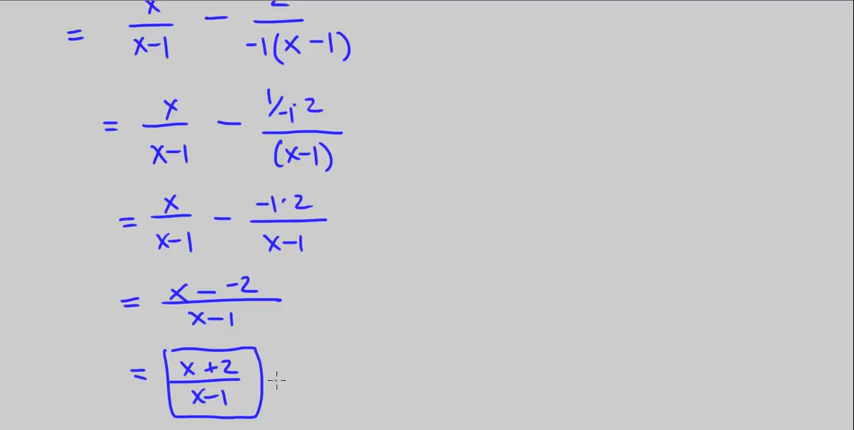 = x/(x-1) - 2/(-1(x-1))
= x/(x-1) - (1/-1 · 2)/(x-1)
= x/(x-1) - (-1·2)/(x-1)
= (x - -2)/(x-1)
= (x+2)/(x-1)